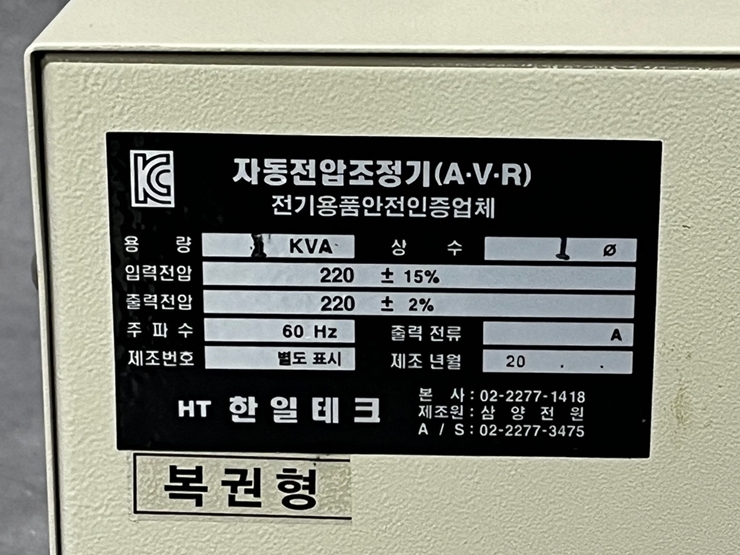 KC
자동전압조정기(A·V·R)
전기용품안전인증업체
용 량 KVA 상 수 1 ø
입력전압 220 ± 15%
출력전압 220 ± 2%
주 파 수 60 Hz 출력 전류 A
제조번호 별도 표시 제조 년월 20 . .
HT 한일테크
본 사 : 02-2277-1418
제조원 : 삼양전원
A / S : 02-2277-3475
복권형